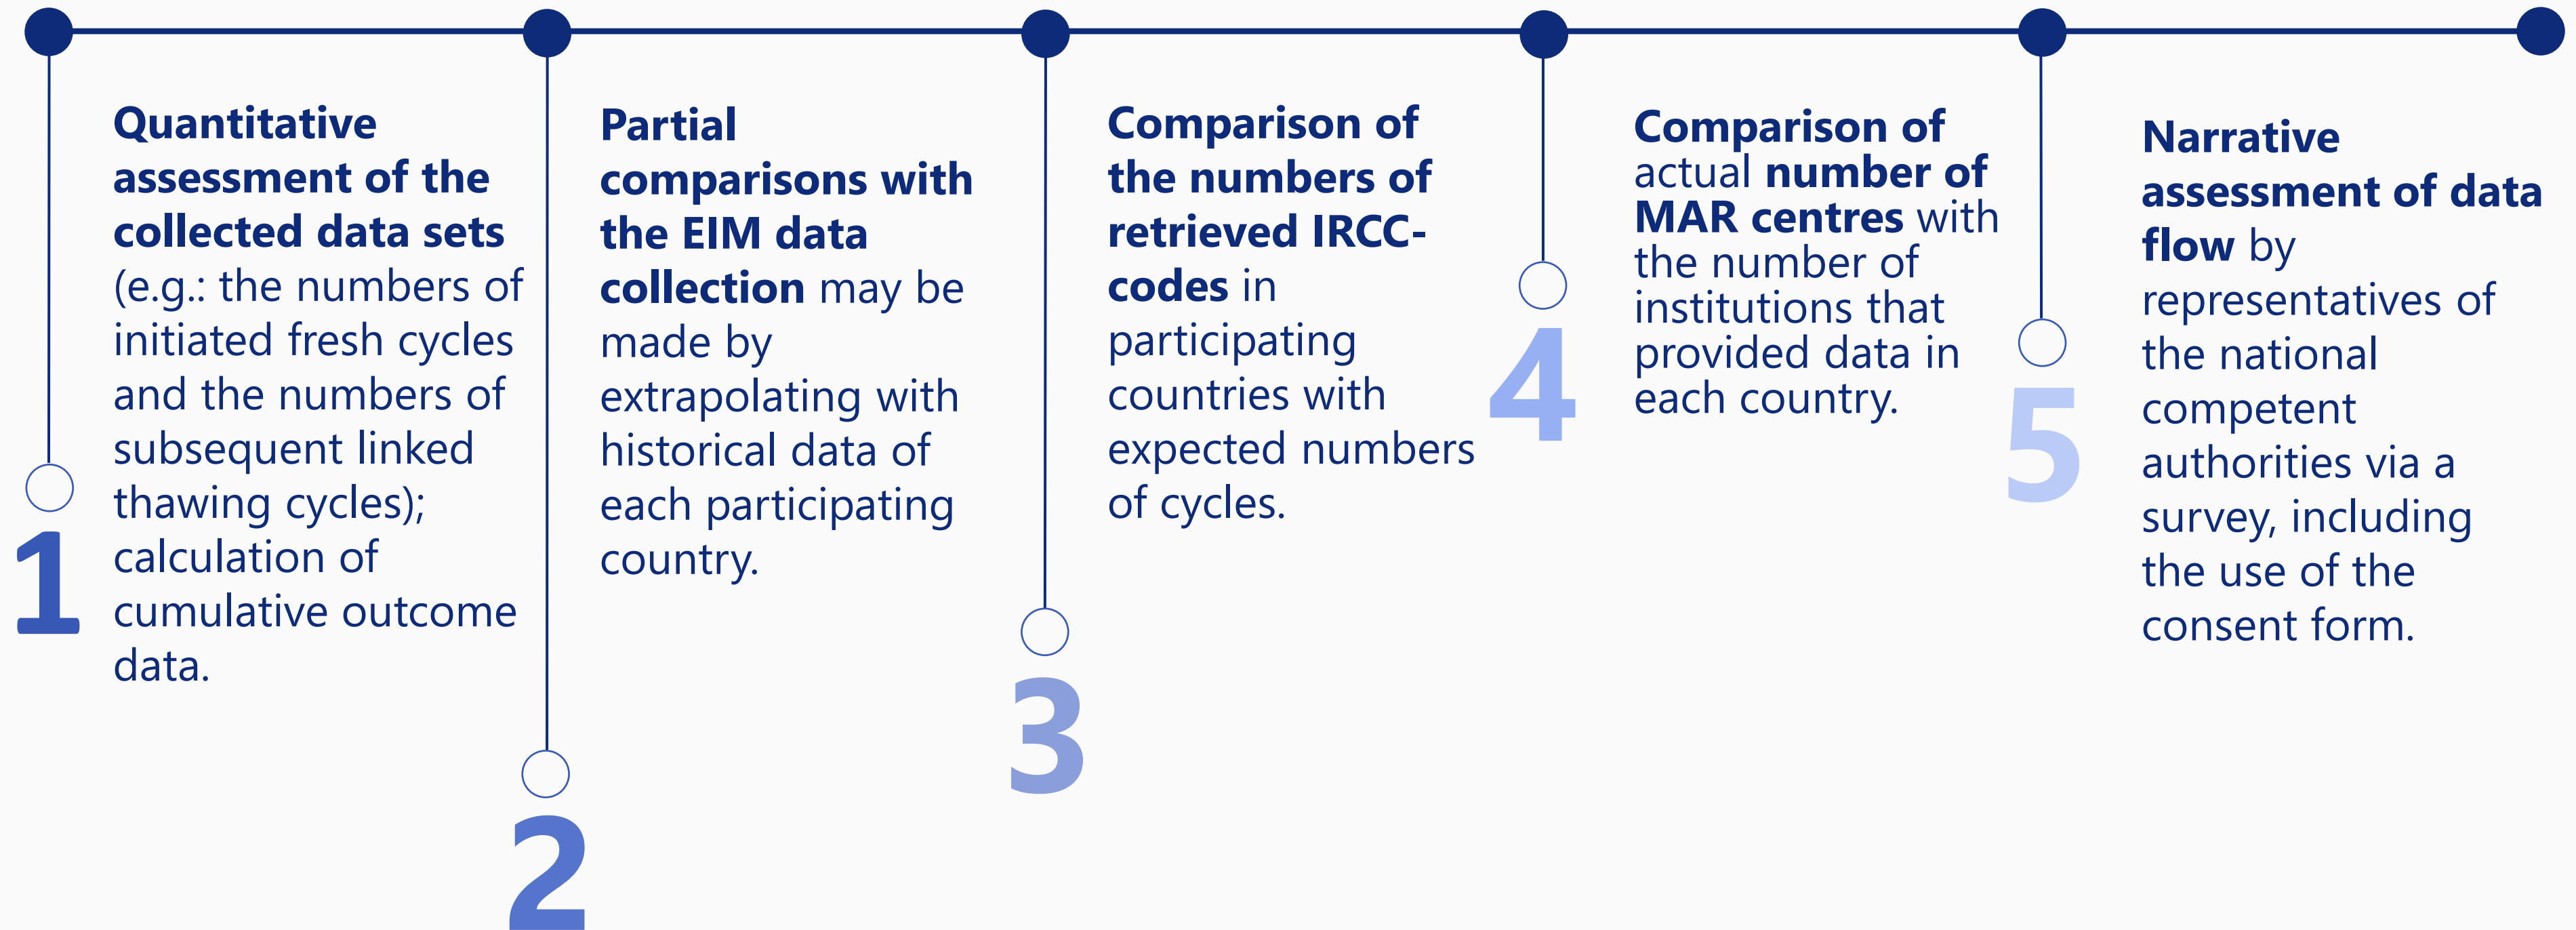 Quantitative
assessment of the
collected data sets
(e.g.: the numbers of
initiated fresh cycles
and the numbers of
subsequent linked
thawing cycles);
calculation of
cumulative outcome
data.
1
Partial
comparisons with
the EIM data
collection may be
made by
extrapolating with
historical data of
each participating
country.
2
Comparison of
the numbers of
retrieved IRCC-
codes in
participating
countries with
expected numbers
of cycles.
3
Comparison of
actual number of
MAR centres with
the number of
institutions that
provided data in
each country.
4
Narrative
assessment of data
flow by
representatives of
the national
competent
authorities via a
survey, including
the use of the
consent form.
5